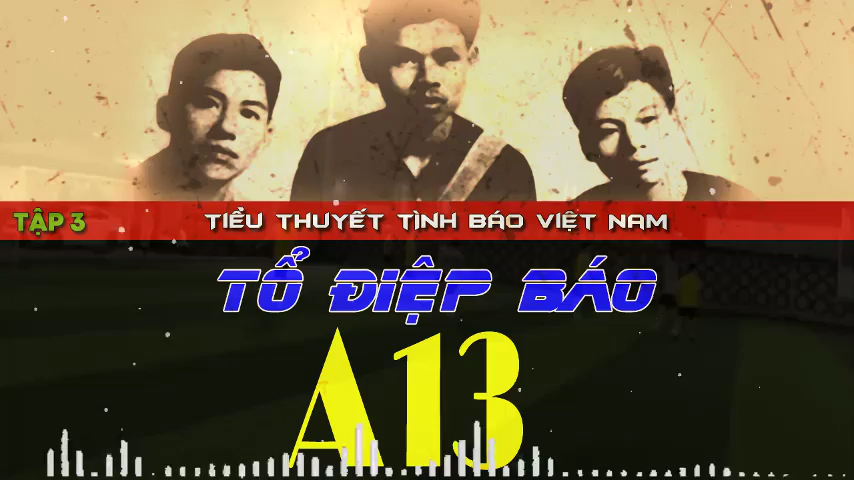 TẬP 3
TIỂU THUYẾT TÌNH BÁO VIỆT NAM
TỔ ĐIỆP BÁO
A13